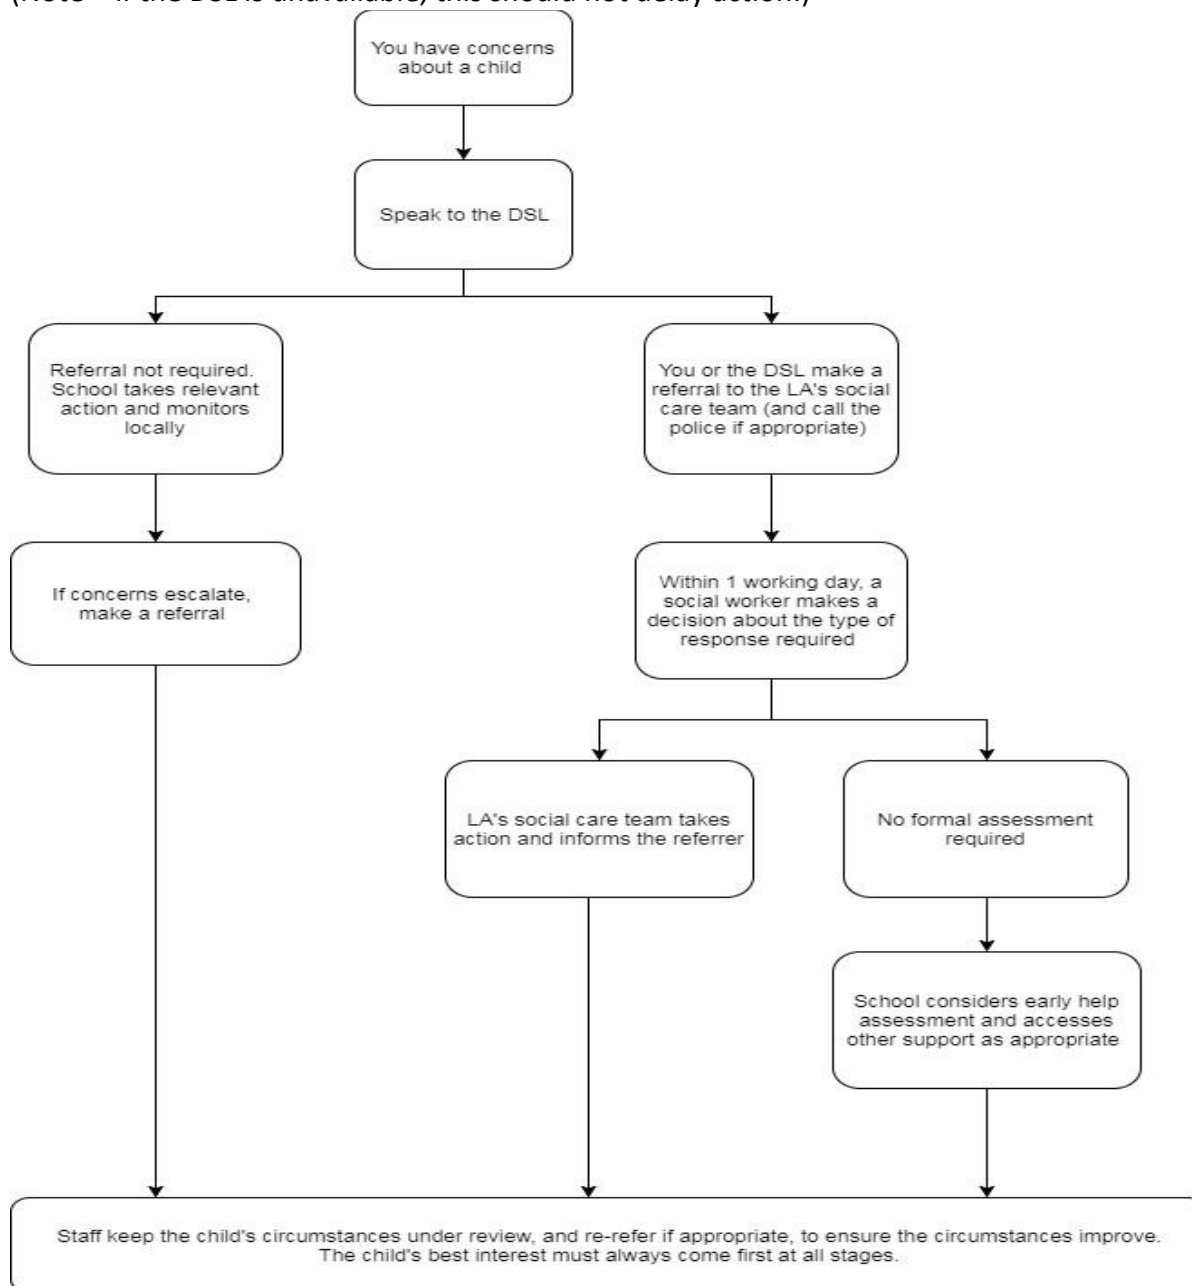 (Note – if the DSL is unavailable, this should not delay action.)
You have concerns
about a child
Speak to the DSL
Referral not required.
School takes relevant
action and monitors
locally
You or the DSL make a
referral to the LA's social
care team (and call the
police if appropriate)
If concerns escalate,
make a referral
Within 1 working day, a
social worker makes a
decision about the type of
response required
LA's social care team takes
action and informs the referrer
No formal assessment
required
School considers early help
assessment and accesses
other support as appropriate
Staff keep the child's circumstances under review, and re-refer if appropriate, to ensure the circumstances improve.
The child's best interest must always come first at all stages.